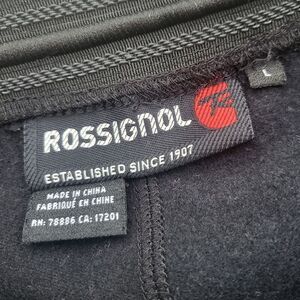 L
ROSSIGNOL
ESTABLISHED SINCE 1907
MADE IN CHINA
FABRIQUÉ EN CHINE
RN: 78886 CA: 17201